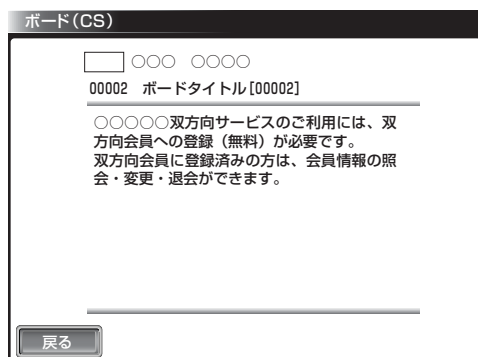 ボード(CS)
○○○ ○○○○
00002 ボードタイトル[00002]
○○○○○双方向サービスのご利用には、双
方向会員への登録（無料）が必要です。
双方向会員に登録済みの方は、会員情報の照
会・変更・退会ができます。
戻る